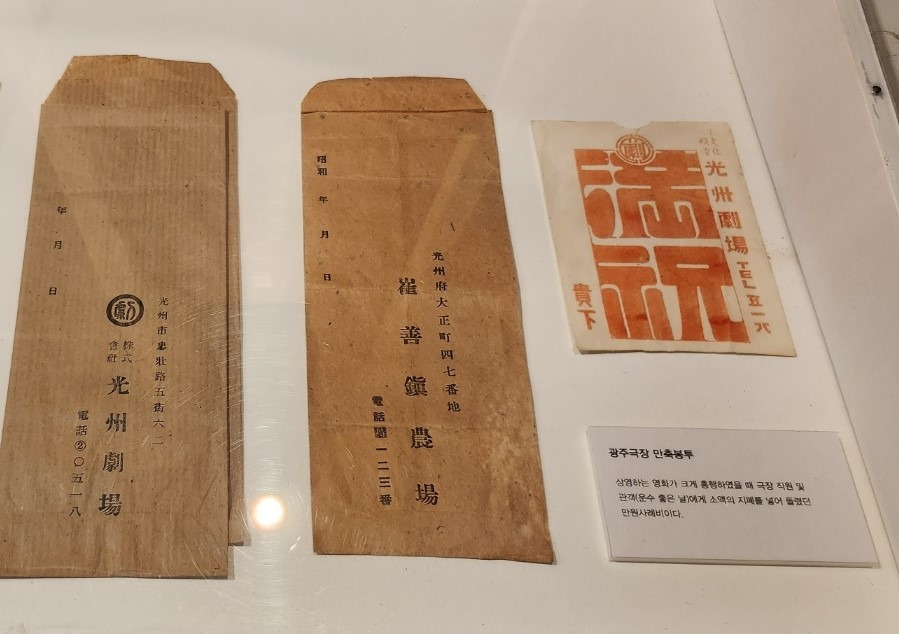 年 月 日
劇
光州市忠壯路五街六二
株式
會社
光州劇場
電話②〇五一八
昭和 年 月 日
光州府大正町四七番地
崔善鎭農場
電話 一二三番
劇
光州劇場 TEL 五一六
滿祝
貴下
광주극장 만축봉투
상영하는 영화가 크게 흥행하였을 때 극장 직원 및
관객(운수 좋은 날)에게 소액의 지폐를 넣어 돌렸던
만원사례비이다.